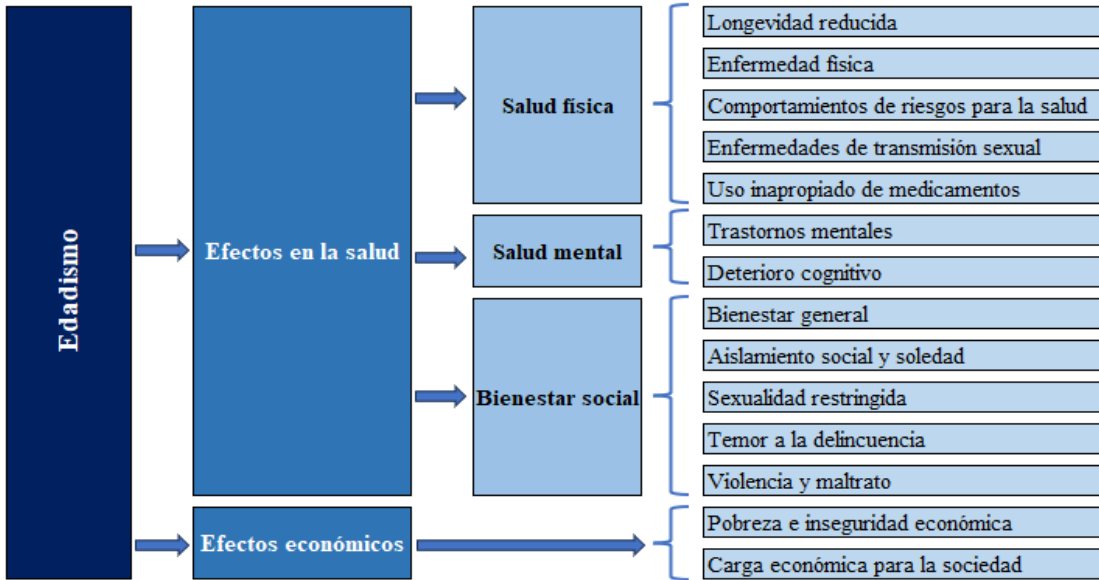 Edadismo
Efectos en la salud
Salud física
Longevidad reducida
Enfermedad física
Comportamientos de riesgos para la salud
Enfermedades de transmisión sexual
Uso inapropiado de medicamentos
Salud mental
Trastornos mentales
Deterioro cognitivo
Bienestar social
Bienestar general
Aislamiento social y soledad
Sexualidad restringida
Temor a la delincuencia
Violencia y maltrato
Efectos económicos
Pobreza e inseguridad económica
Carga económica para la sociedad